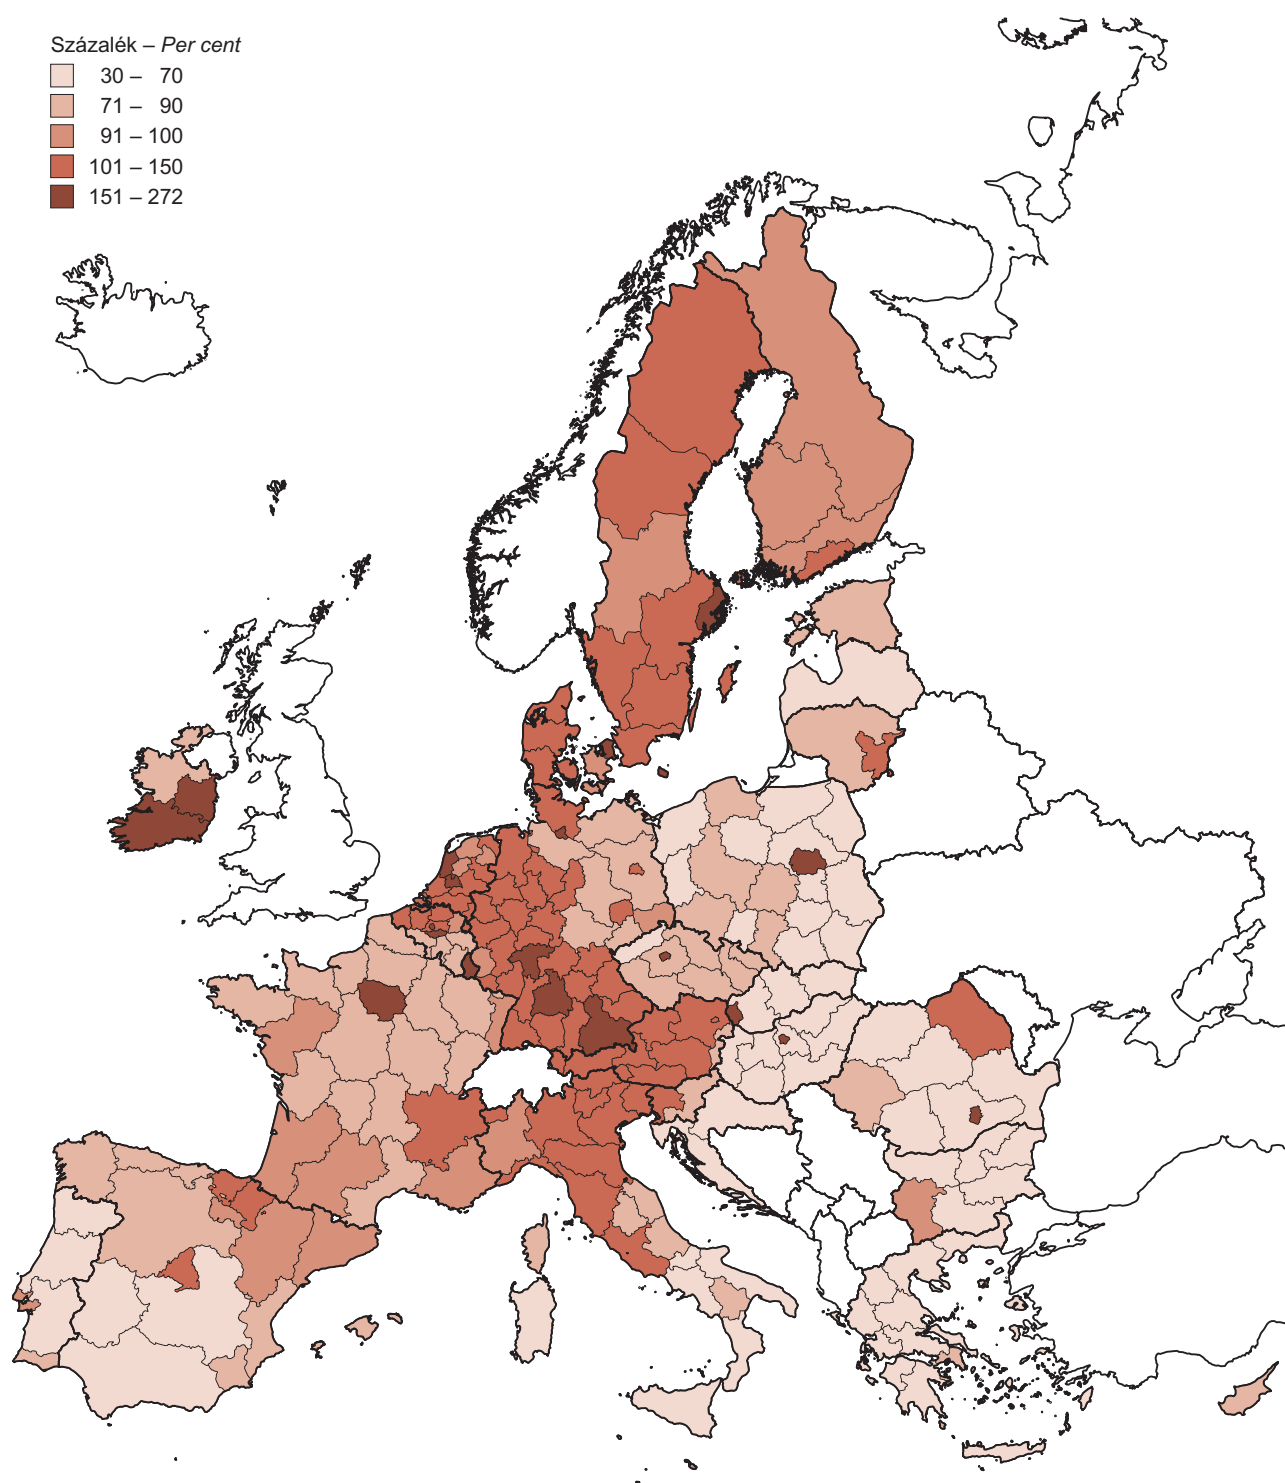 Százalék – Per cent
30 – 70
71 – 90
91 – 100
101 – 150
151 – 272